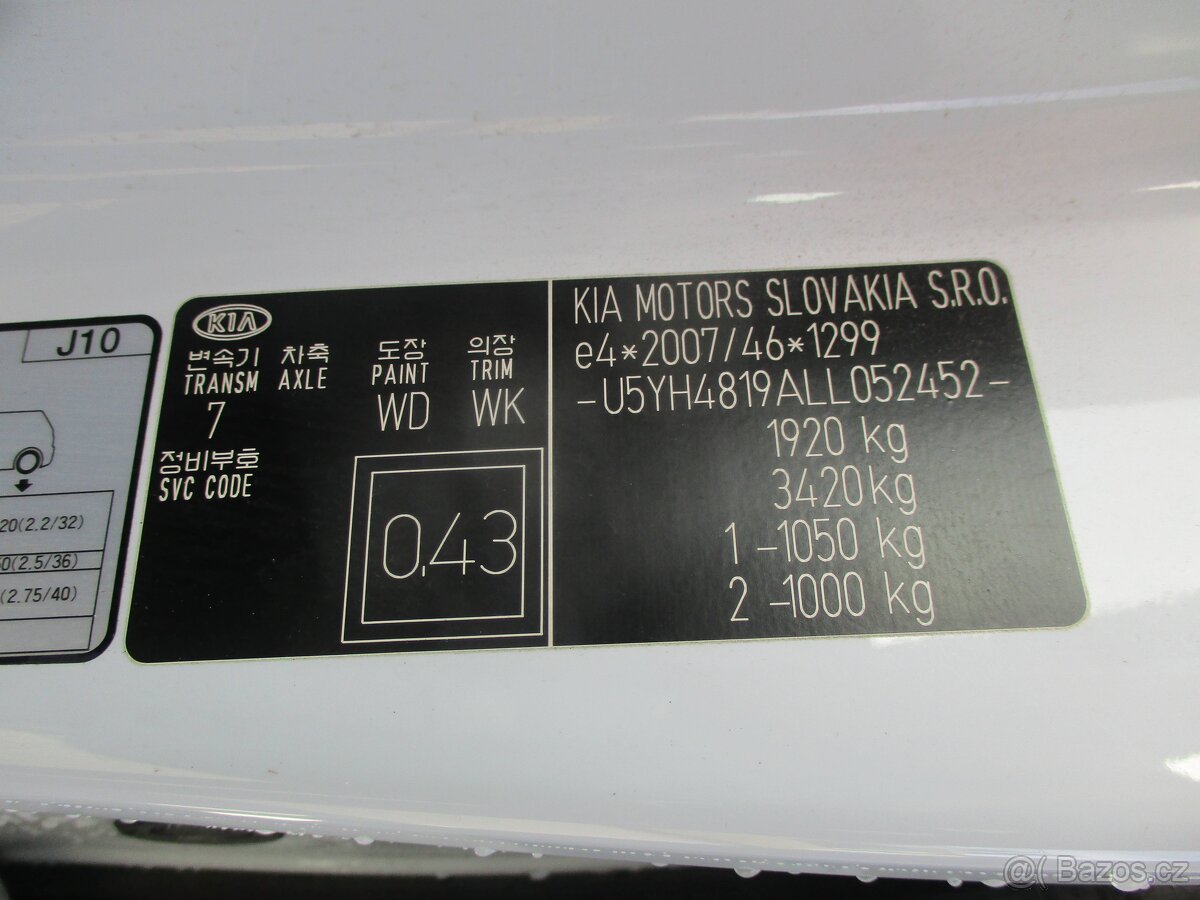 J10
20(2.2/32)
0(2.5/36)
(2.75/40)
KIA
변속기 차축 도장 의장
TRANSM AXLE PAINT TRIM
7 WD WK
정비부호
SVC CODE
0,43
KIA MOTORS SLOVAKIA S.R.O.
e4*2007/46*1299
-U5YH4819ALL052452-
1920 kg
3420 kg
1 -1050 kg
2 -1000 kg
@( Bazos.cz